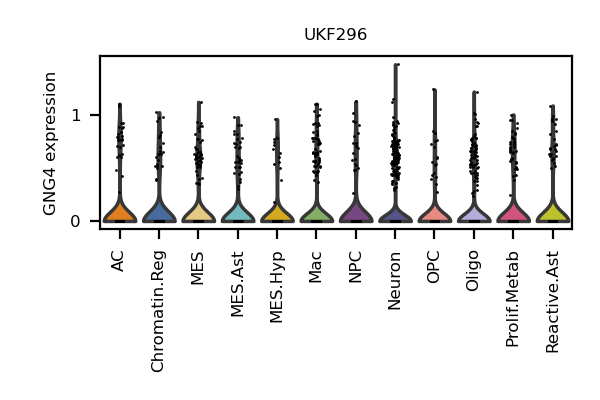 UKF296
GNG4 expression
1
0
AC
Chromatin.Reg
MES
MES.Ast
MES.Hyp
Mac
NPC
Neuron
OPC
Oligo
Prolif.Metab
Reactive.Ast